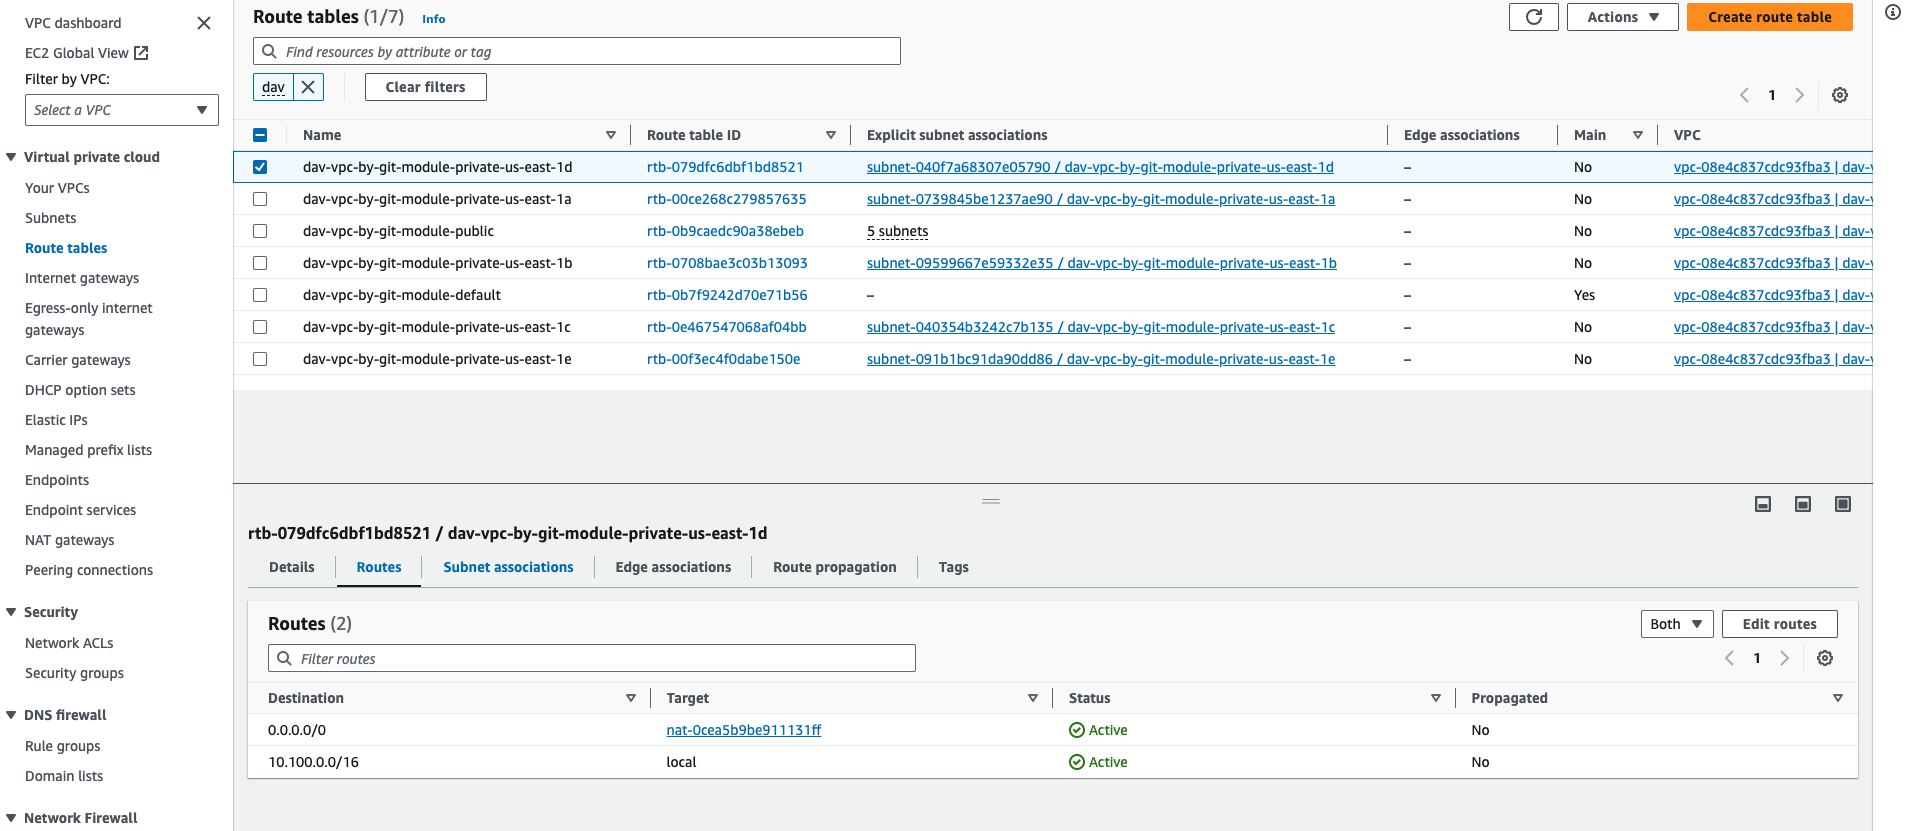 VPC dashboard
EC2 Global View
Filter by VPC:
Select a VPC
Virtual private cloud
Your VPCs
Subnets
Route tables
Internet gateways
Egress-only internet
gateways
Carrier gateways
DHCP option sets
Elastic IPs
Managed prefix lists
Endpoints
Endpoint services
NAT gateways
Peering connections
Security
Network ACLs
Security groups
DNS firewall
Rule groups
Domain lists
Network Firewall
Route tables (1/7) Info
Actions
Create route table
Find resources by attribute or tag
dav
Clear filters
1
Name Route table ID Explicit subnet associations Edge associations Main VPC
dav-vpc-by-git-module-private-us-east-1d rtb-079dfc6dbf1bd8521 subnet-040f7a68307e05790 / dav-vpc-by-git-module-private-us-east-1d – No vpc-08e4c837cdc93fba3 | dav-v
dav-vpc-by-git-module-private-us-east-1a rtb-00ce268c279857635 subnet-0739845be1237ae90 / dav-vpc-by-git-module-private-us-east-1a – No vpc-08e4c837cdc93fba3 | dav-v
dav-vpc-by-git-module-public rtb-0b9caedc90a38ebeb 5 subnets – No vpc-08e4c837cdc93fba3 | dav-v
dav-vpc-by-git-module-private-us-east-1b rtb-0708bae3c03b13093 subnet-09599667e59332e35 / dav-vpc-by-git-module-private-us-east-1b – No vpc-08e4c837cdc93fba3 | dav-v
dav-vpc-by-git-module-default rtb-0b7f9242d70e71b56 – – Yes vpc-08e4c837cdc93fba3 | dav-v
dav-vpc-by-git-module-private-us-east-1c rtb-0e467547068af04bb subnet-040354b3242c7b135 / dav-vpc-by-git-module-private-us-east-1c – No vpc-08e4c837cdc93fba3 | dav-v
dav-vpc-by-git-module-private-us-east-1e rtb-00f3ec4f0dabe150e subnet-091b1bc91da90dd86 / dav-vpc-by-git-module-private-us-east-1e – No vpc-08e4c837cdc93fba3 | dav-v
rtb-079dfc6dbf1bd8521 / dav-vpc-by-git-module-private-us-east-1d
Details Routes Subnet associations Edge associations Route propagation Tags
Routes (2)
Both
Edit routes
Filter routes
1
Destination Target Status Propagated
0.0.0.0/0 nat-0cea5b9be911131ff Active No
10.100.0.0/16 local Active No